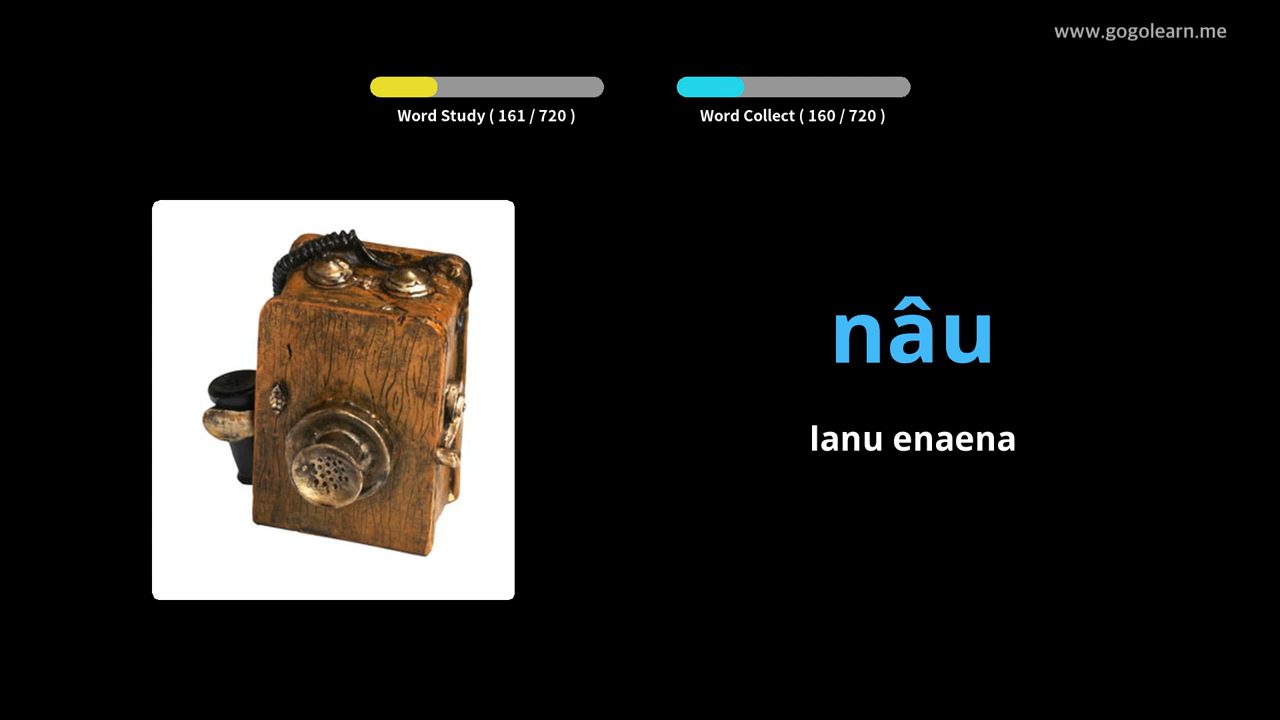 www.gogolearn.me
Word Study ( 161 / 720 )
Word Collect ( 160 / 720 )
nâu
lanu enaena